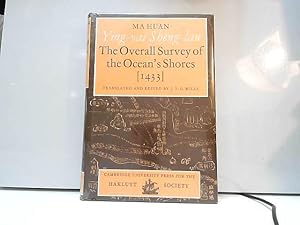 MA HUAN
Ying-yai Sheng-lan
The Overall Survey of
the Ocean's Shores
[1433]
TRANSLATED AND EDITED BY J. V. G. MILLS
CAMBRIDGE UNIVERSITY PRESS FOR THE
HAKLUYT SOCIETY